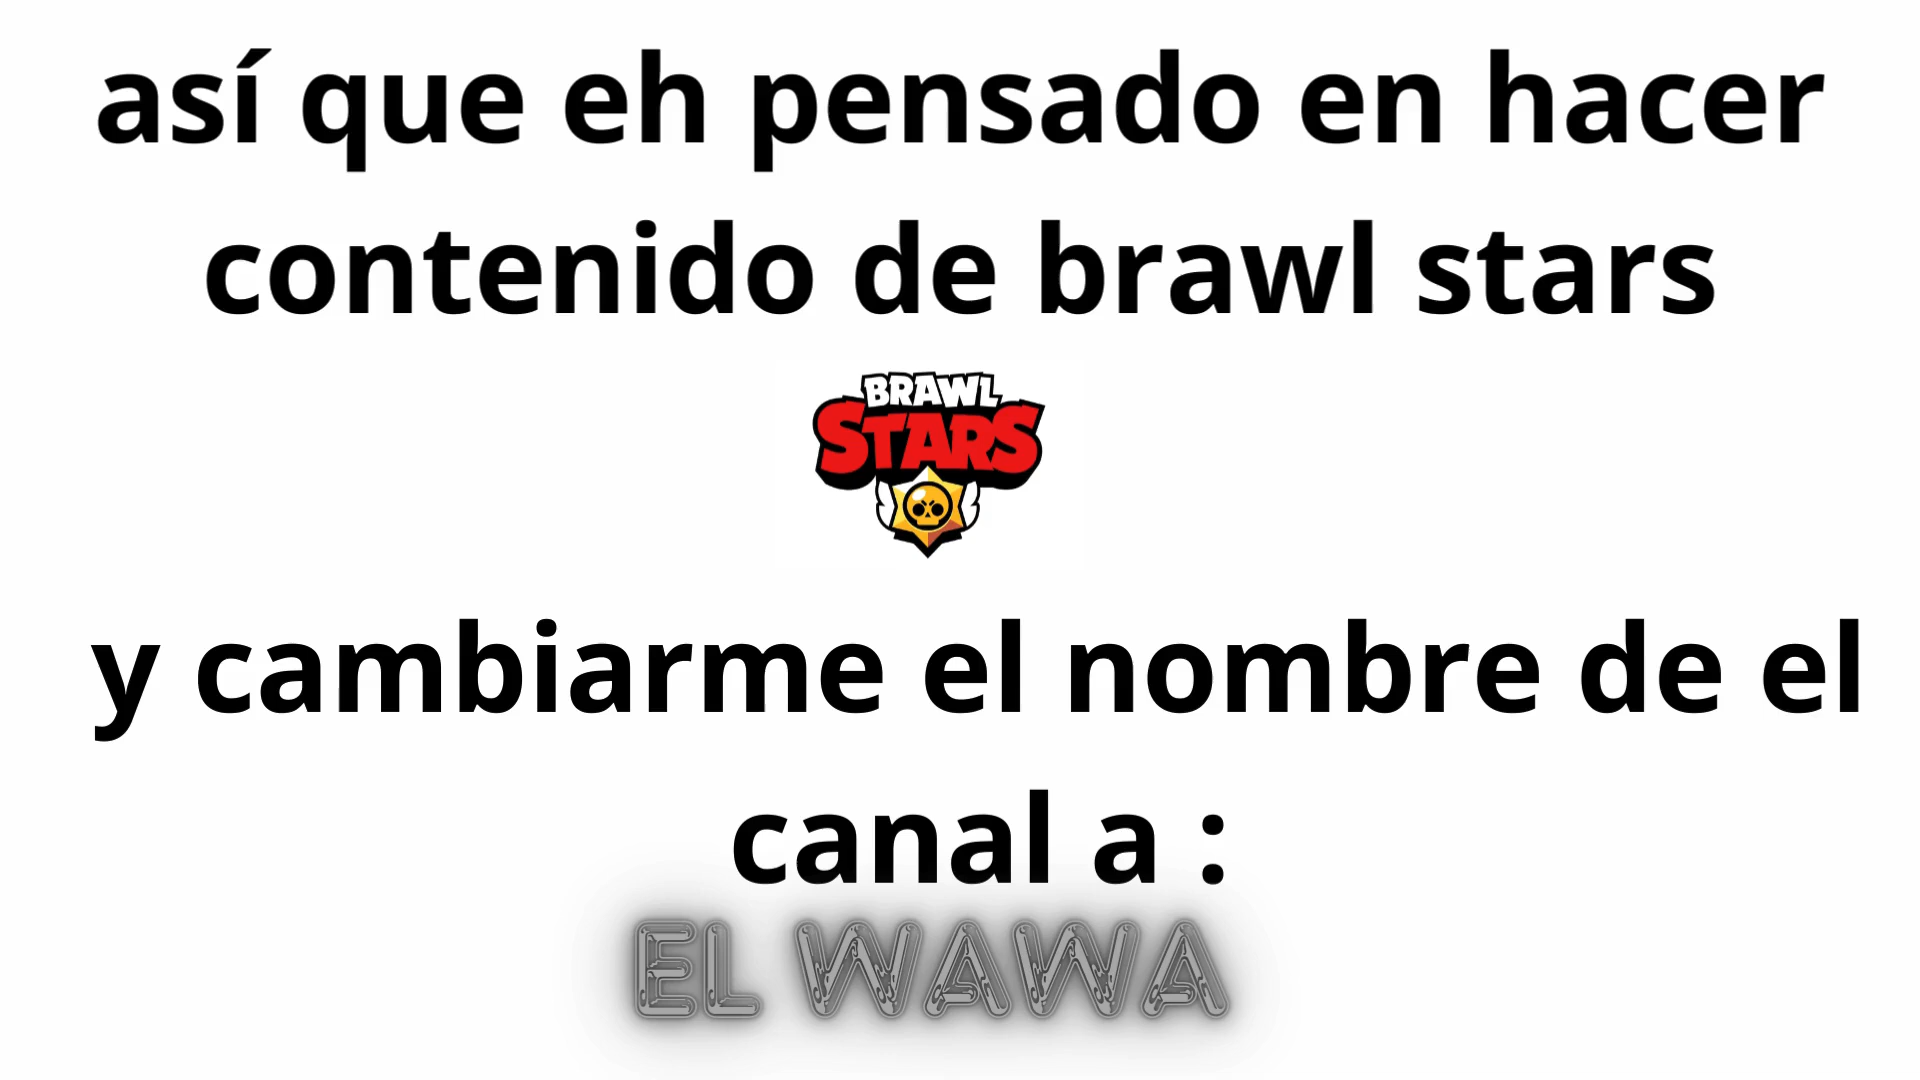 así que eh pensado en hacer
contenido de brawl stars
BRAWL
STARS
y cambiarme el nombre de el
canal a :
EL WAWA